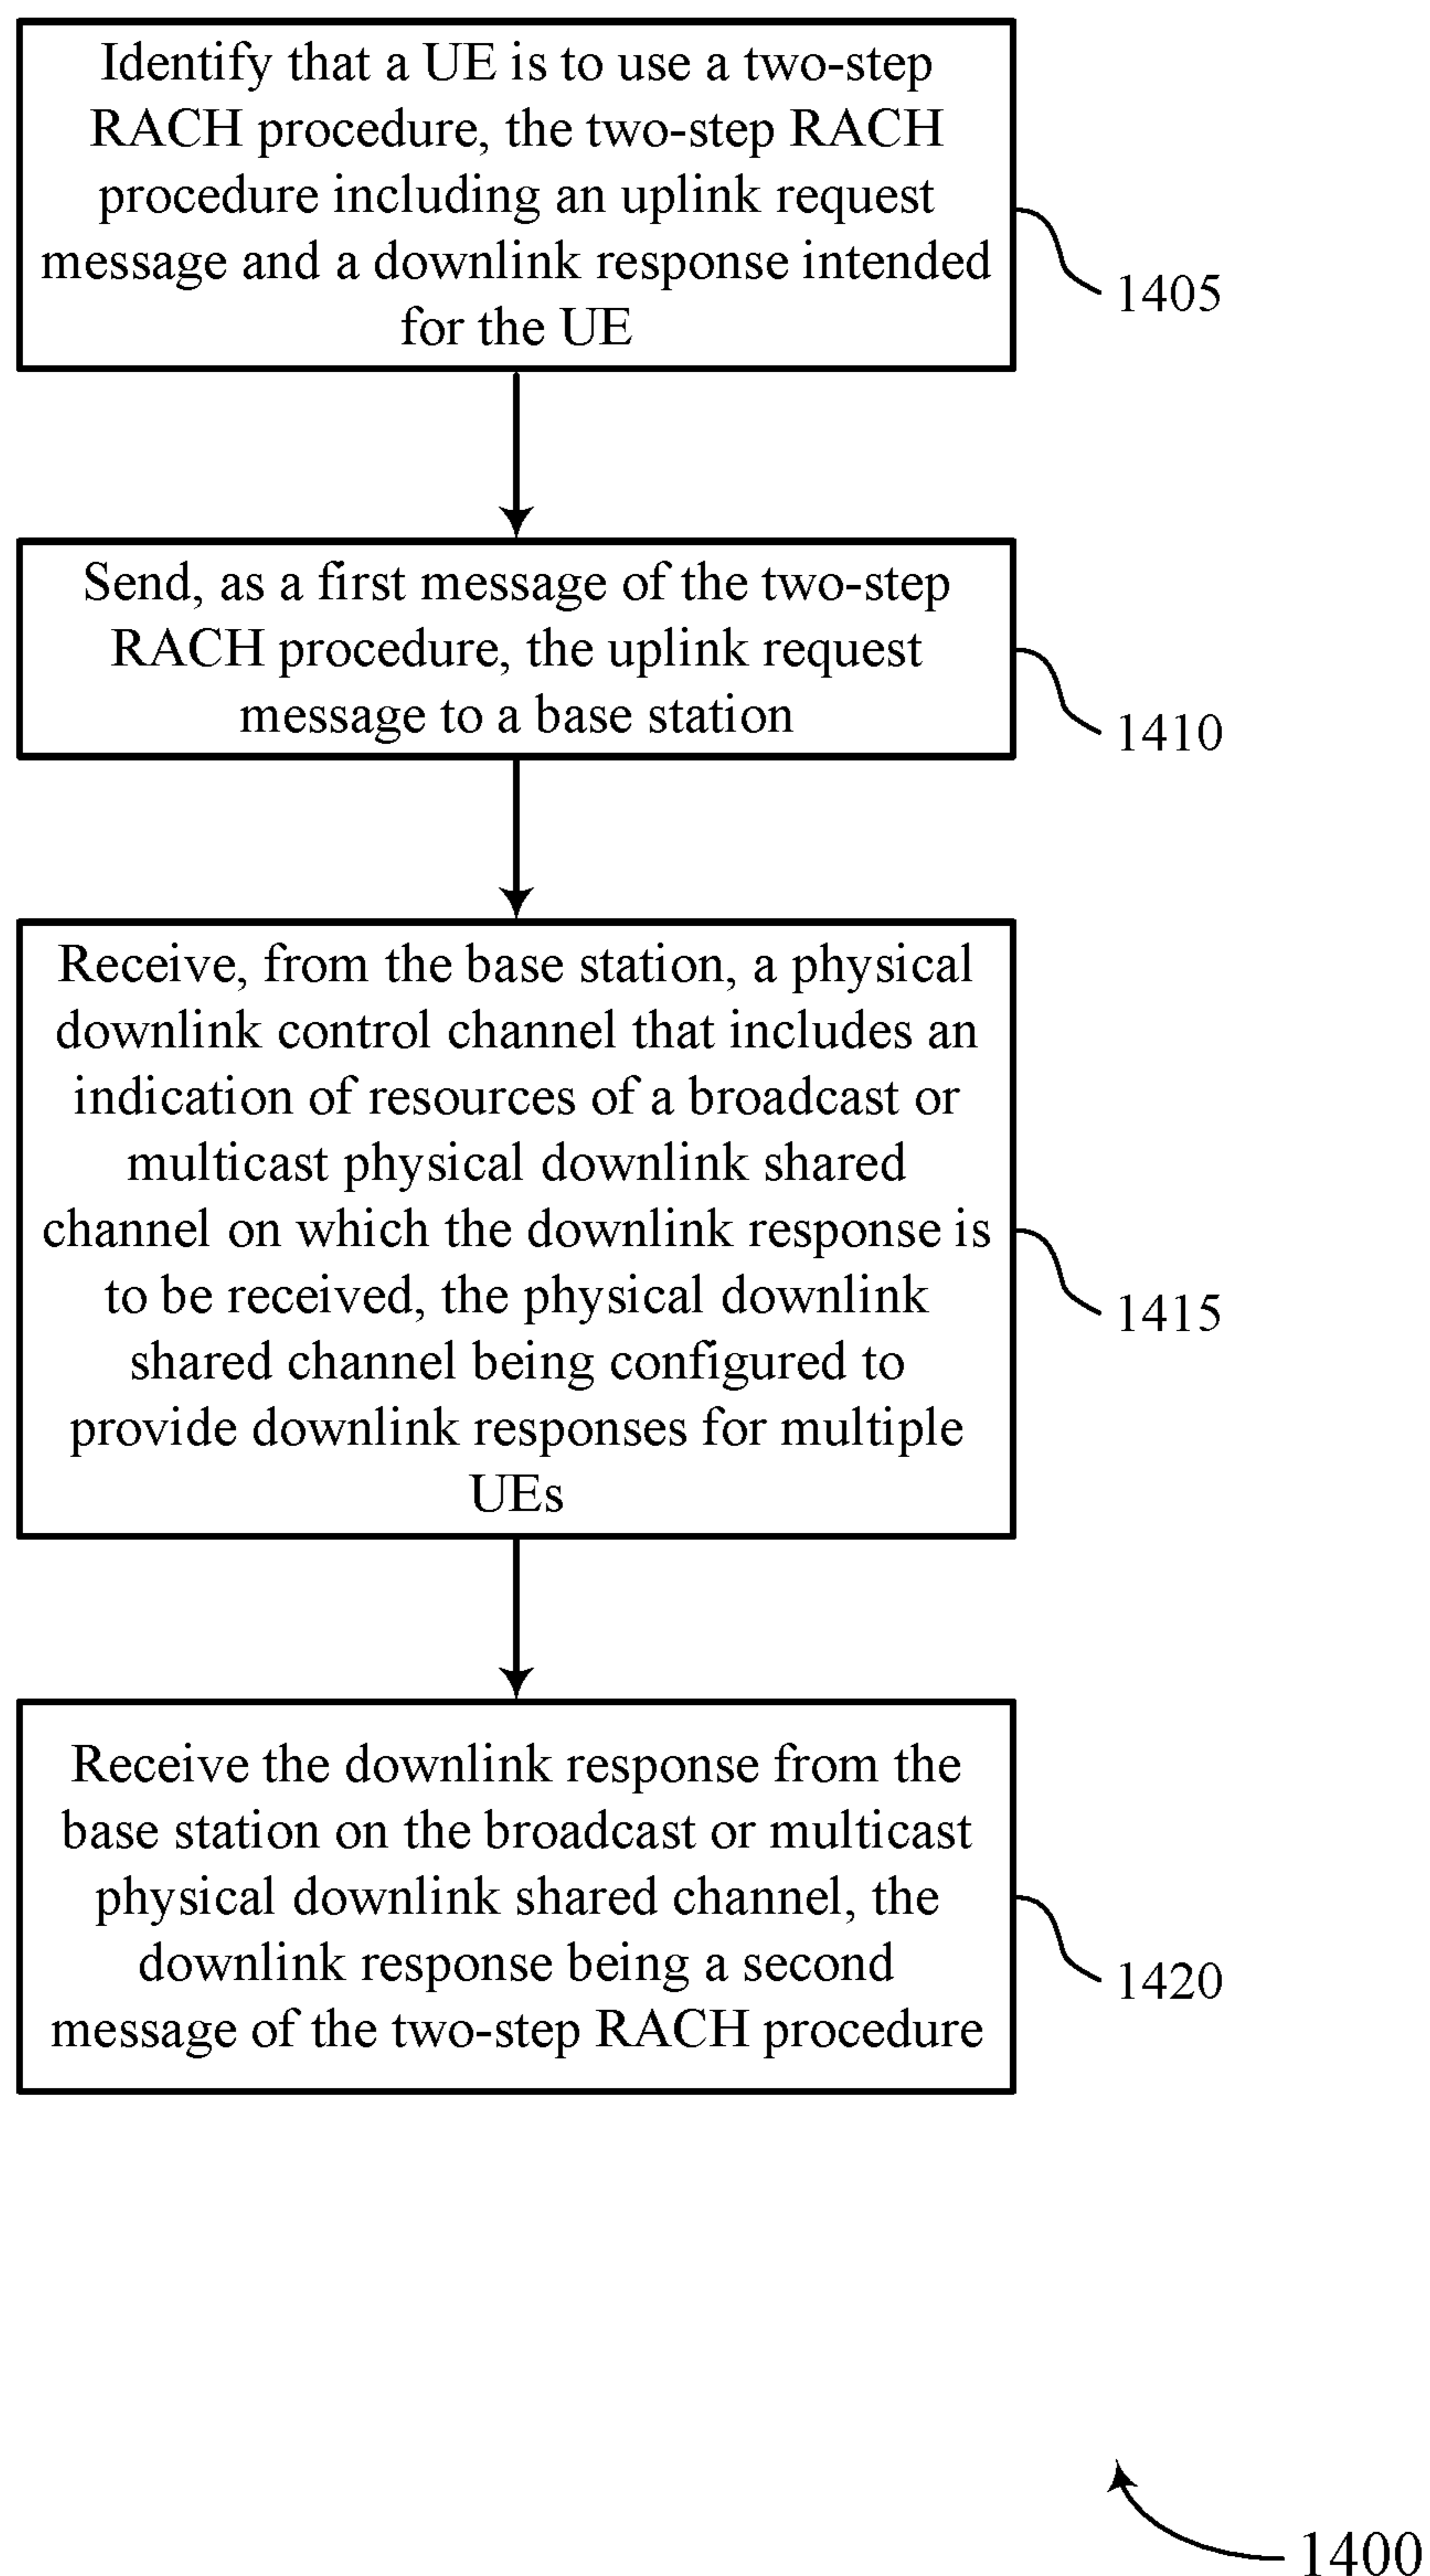 Identify that a UE is to use a two-step
RACH procedure, the two-step RACH
procedure including an uplink request
message and a downlink response intended
for the UE
1405
Send, as a first message of the two-step
RACH procedure, the uplink request
message to a base station
1410
Receive, from the base station, a physical
downlink control channel that includes an
indication of resources of a broadcast or
multicast physical downlink shared
channel on which the downlink response is
to be received, the physical downlink
shared channel being configured to
provide downlink responses for multiple
UEs
1415
Receive the downlink response from the
base station on the broadcast or multicast
physical downlink shared channel, the
downlink response being a second
message of the two-step RACH procedure
1420
1400